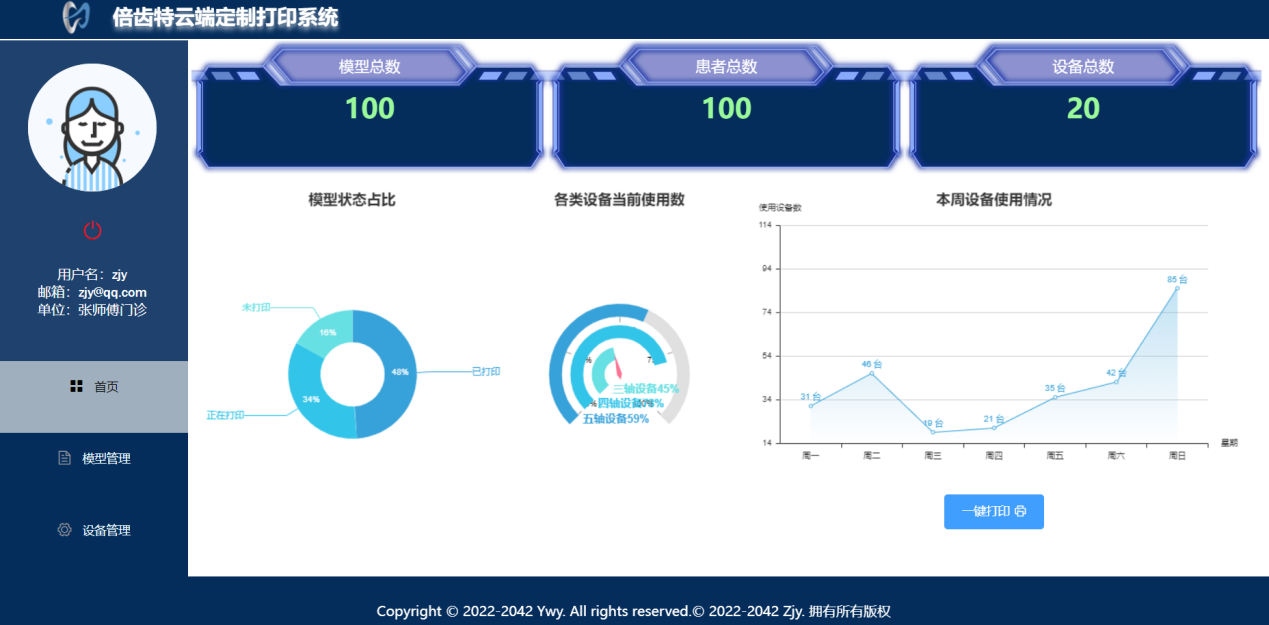 倍齿特云端定制打印系统
用户名：zjy
邮箱：zjy@qq.com
单位：张师傅门诊
首页
模型管理
设备管理
模型总数
100
患者总数
100
设备总数
20
模型状态占比
未打印
16%
48%
已打印
34%
正在打印
各类设备当前使用数
三轴设备45%
四轴设备
五轴设备59%
本周设备使用情况
使用设备数
114
94
74
54
34
14
31 台
46 台
19 台
21 台
35 台
42 台
85 台
周一
周二
周三
周四
周五
周六
周日
星期
一键打印
Copyright © 2022-2042 Ywy. All rights reserved.© 2022-2042 Zjy. 拥有所有版权